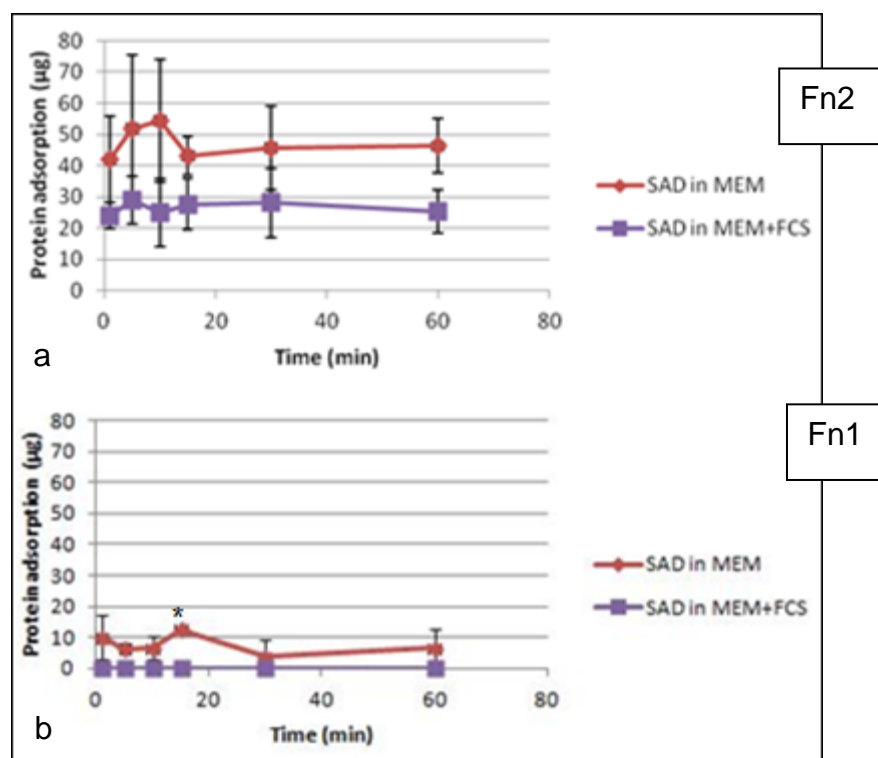 Fn2
80
70
60
50
40
30
20
10
0
Protein adsorption (µg)
0 20 40 60 80
Time (min)
SAD in MEM
SAD in MEM+FCS
a
Fn1
80
70
60
50
40
30
20
10
0
Protein adsorption (µg)
*
0 20 40 60 80
Time (min)
SAD in MEM
SAD in MEM+FCS
b